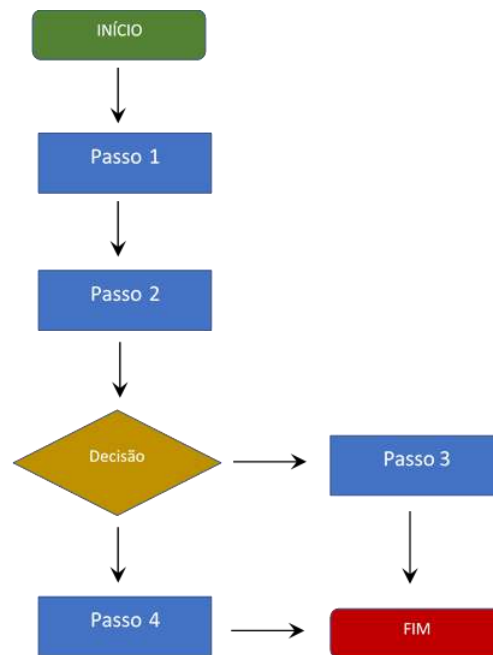 INÍCIO
Passo 1
Passo 2
Decisão
Passo 3
Passo 4
FIM